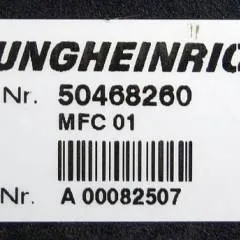 UNGHEINRIC
Nr. 50468260
MFC 01
Nr. A 00082507